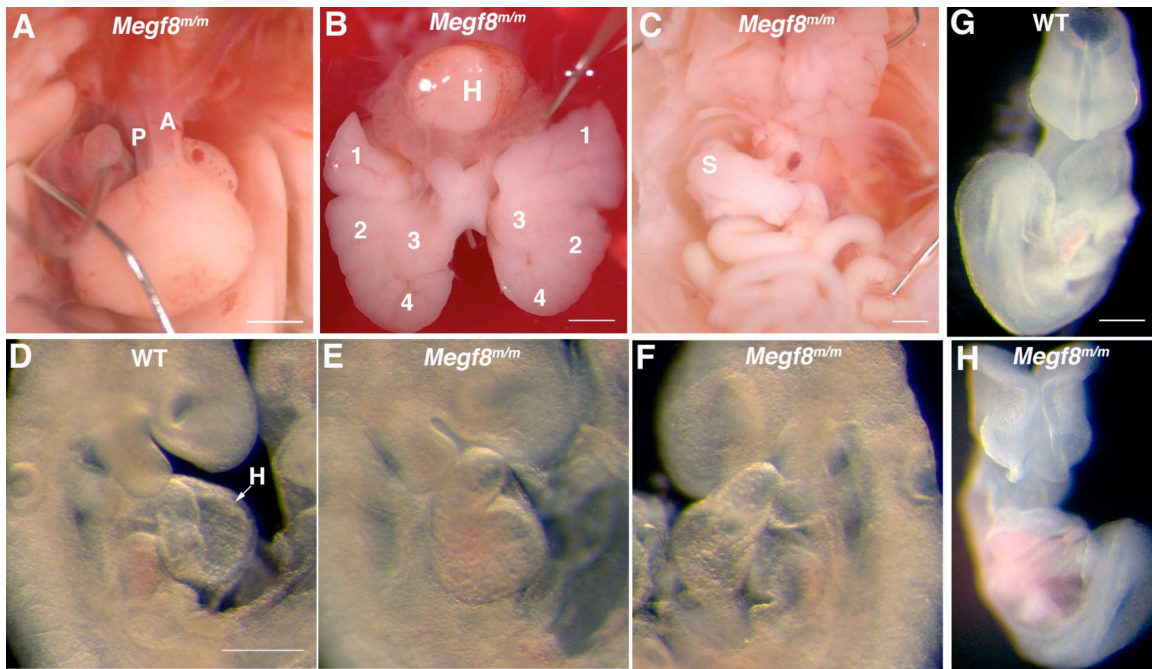 A Megf8m/m
P A
B Megf8m/m
H
1 1
2 3 3 2
4 4
C Megf8m/m
S
G WT
D WT
H
E Megf8m/m
F Megf8m/m
H Megf8m/m